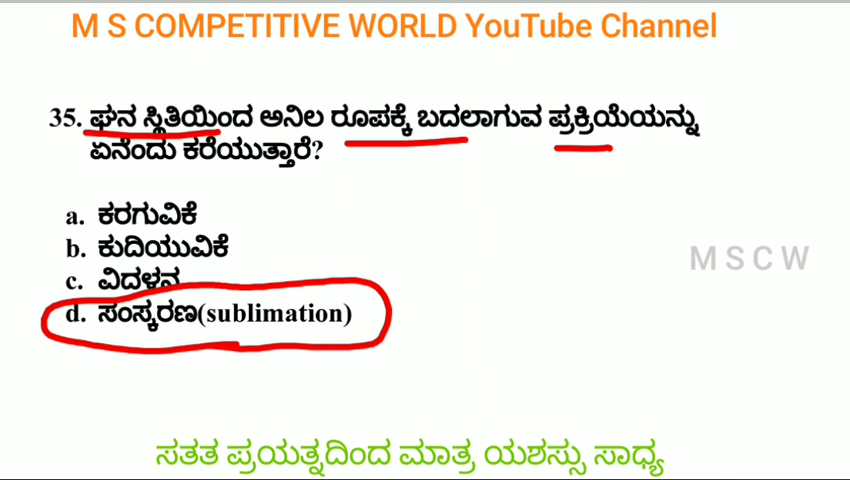 M S COMPETITIVE WORLD YouTube Channel
35. ಘನ ಸ್ಥಿತಿಯಿಂದ ಅನಿಲ ರೂಪಕ್ಕೆ ಬದಲಾಗುವ ಪ್ರಕ್ರಿಯೆಯನ್ನು
ಏನೆಂದು ಕರೆಯುತ್ತಾರೆ?
a. ಕರಗುವಿಕೆ
b. ಕುದಿಯುವಿಕೆ
M S C W
c. ವಿದಳನ
d. ಸಂಸ್ಕರಣ(sublimation)
ಸತತ ಪ್ರಯತ್ನದಿಂದ ಮಾತ್ರ ಯಶಸ್ಸು ಸಾಧ್ಯ